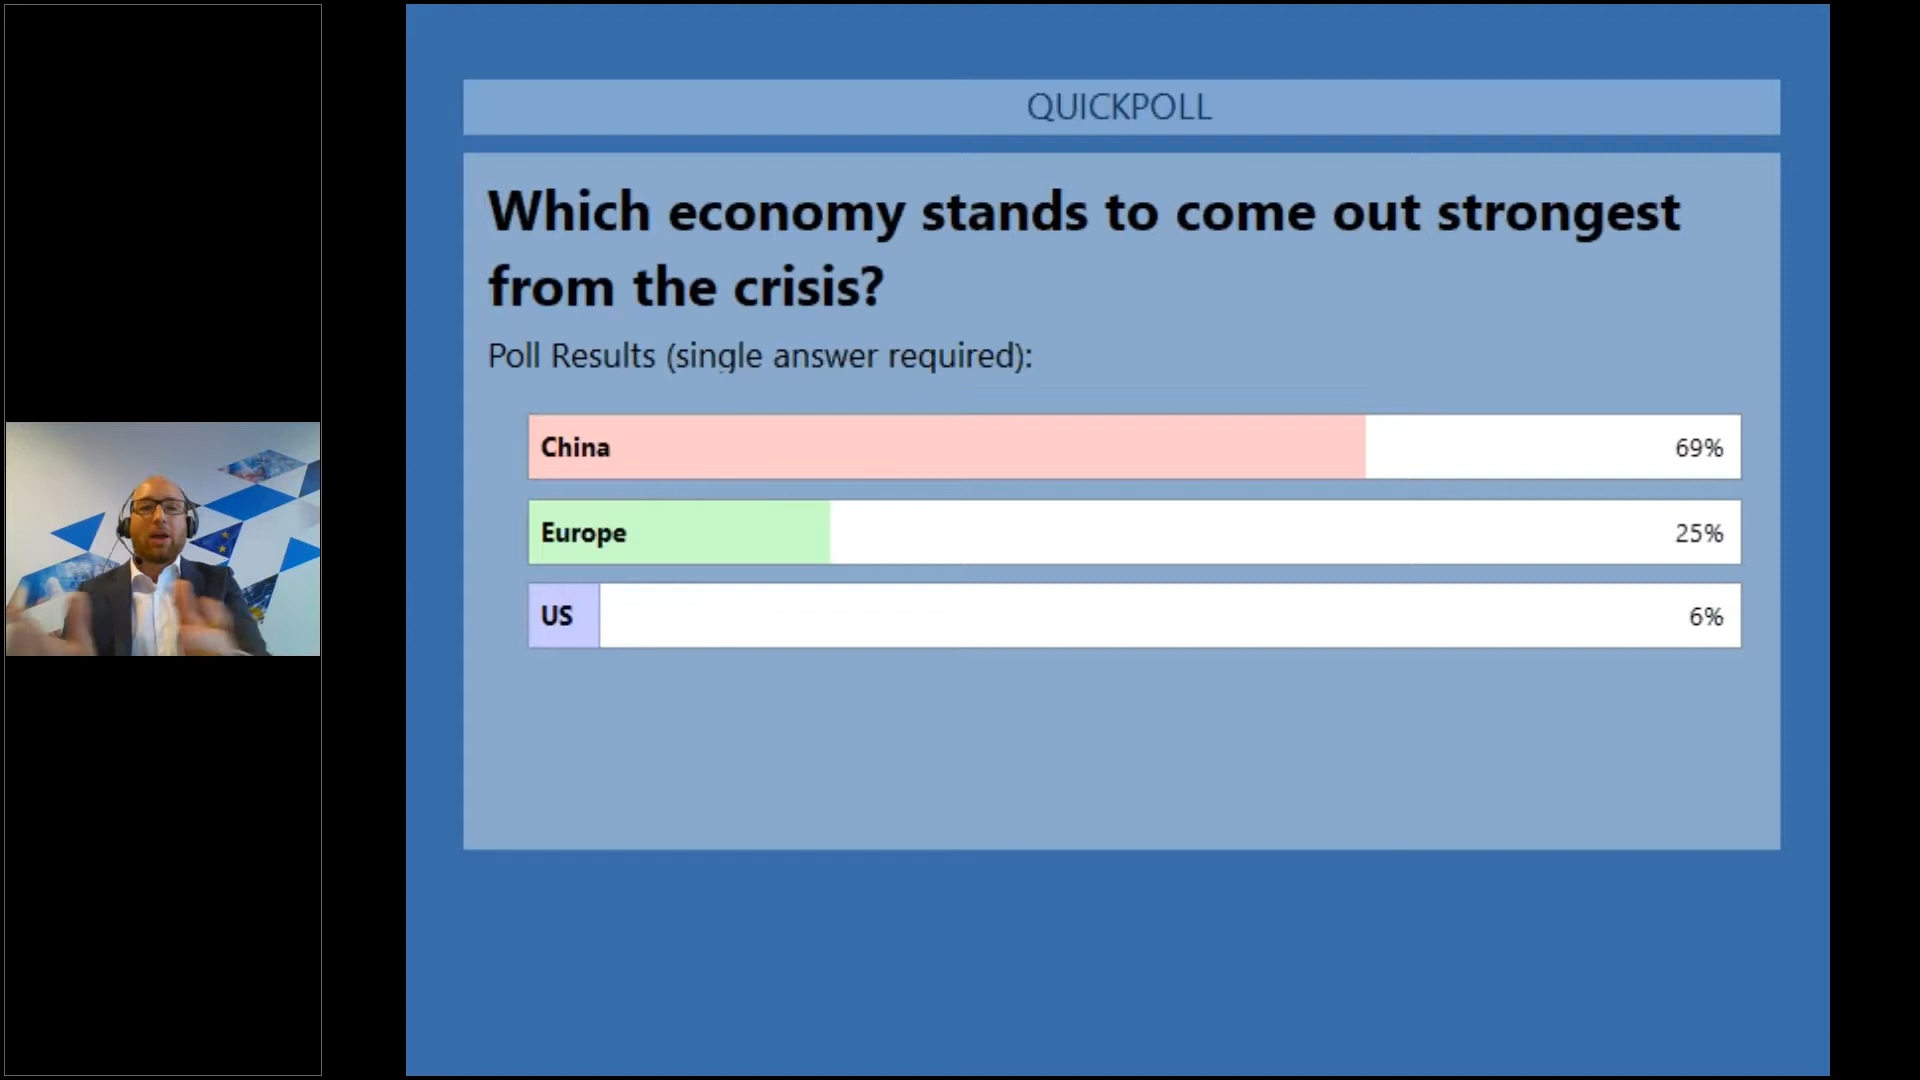 QUICKPOLL
Which economy stands to come out strongest
from the crisis?
Poll Results (single answer required):
China 69%
Europe 25%
US 6%